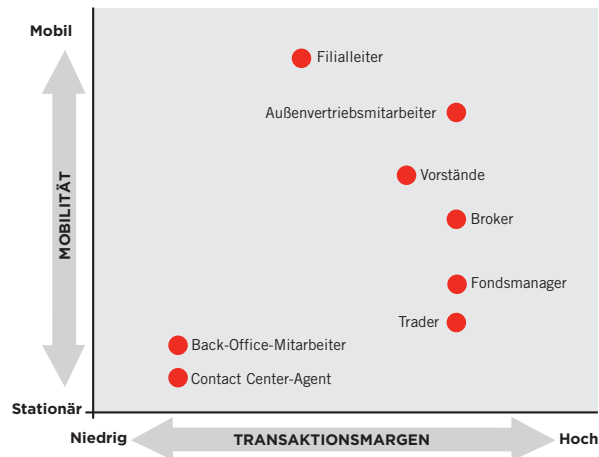 Mobil
Filialleiter
Außenvertriebsmitarbeiter
Vorstände
MOBILITÄT
Broker
Fondsmanager
Trader
Back-Office-Mitarbeiter
Contact Center-Agent
Stationär
Niedrig
TRANSAKTIONSMARGEN
Hoch